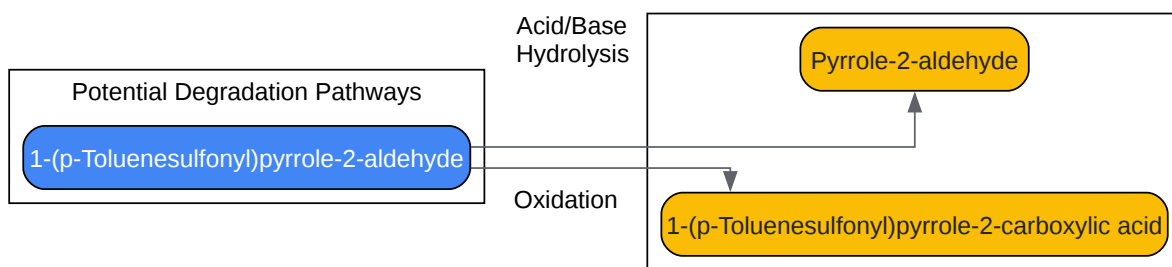 Acid/Base
Hydrolysis
Pyrrole-2-aldehyde
Potential Degradation Pathways
1-(p-Toluenesulfonyl)pyrrole-2-aldehyde
Oxidation
1-(p-Toluenesulfonyl)pyrrole-2-carboxylic acid